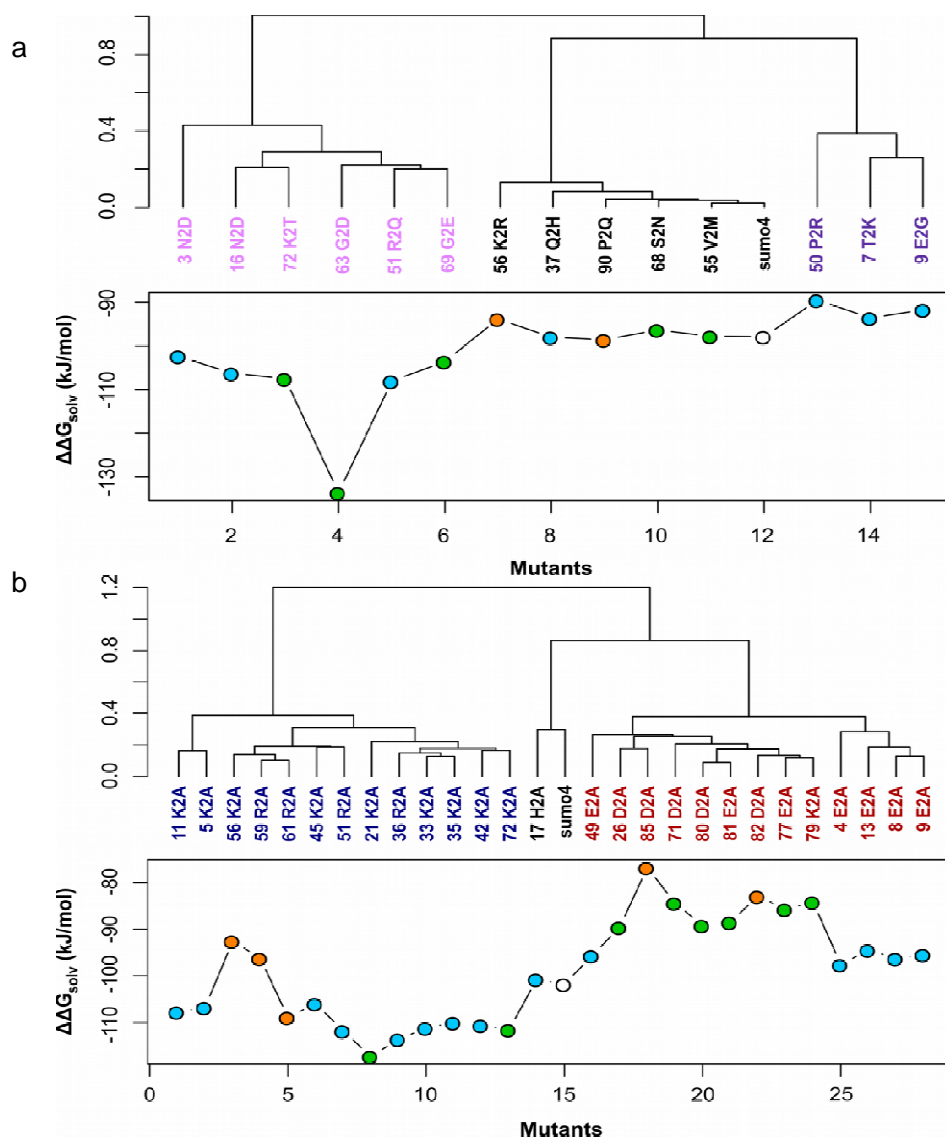 a
0.8
0.4
0.0
3 N2D
16 N2D
72 K2T
63 G2D
51 R2Q
69 G2E
56 K2R
37 Q2H
90 P2Q
68 S2N
55 V2M
sumo4
50 P2R
7 T2K
9 E2G
-90
-110
-130
ΔΔGsolv (kJ/mol)
2 4 6 8 10 12 14
Mutants
b
1.2
0.8
0.4
0.0
11 K2A
5 K2A
56 K2A
59 R2A
61 R2A
45 K2A
51 R2A
21 K2A
36 R2A
33 K2A
35 K2A
42 K2A
72 K2A
17 H2A
sumo4
49 E2A
26 D2A
85 D2A
71 D2A
80 D2A
81 E2A
82 D2A
77 E2A
79 K2A
4 E2A
13 E2A
8 E2A
9 E2A
-80
-90
-100
-110
ΔΔGsolv (kJ/mol)
0 5 10 15 20 25
Mutants